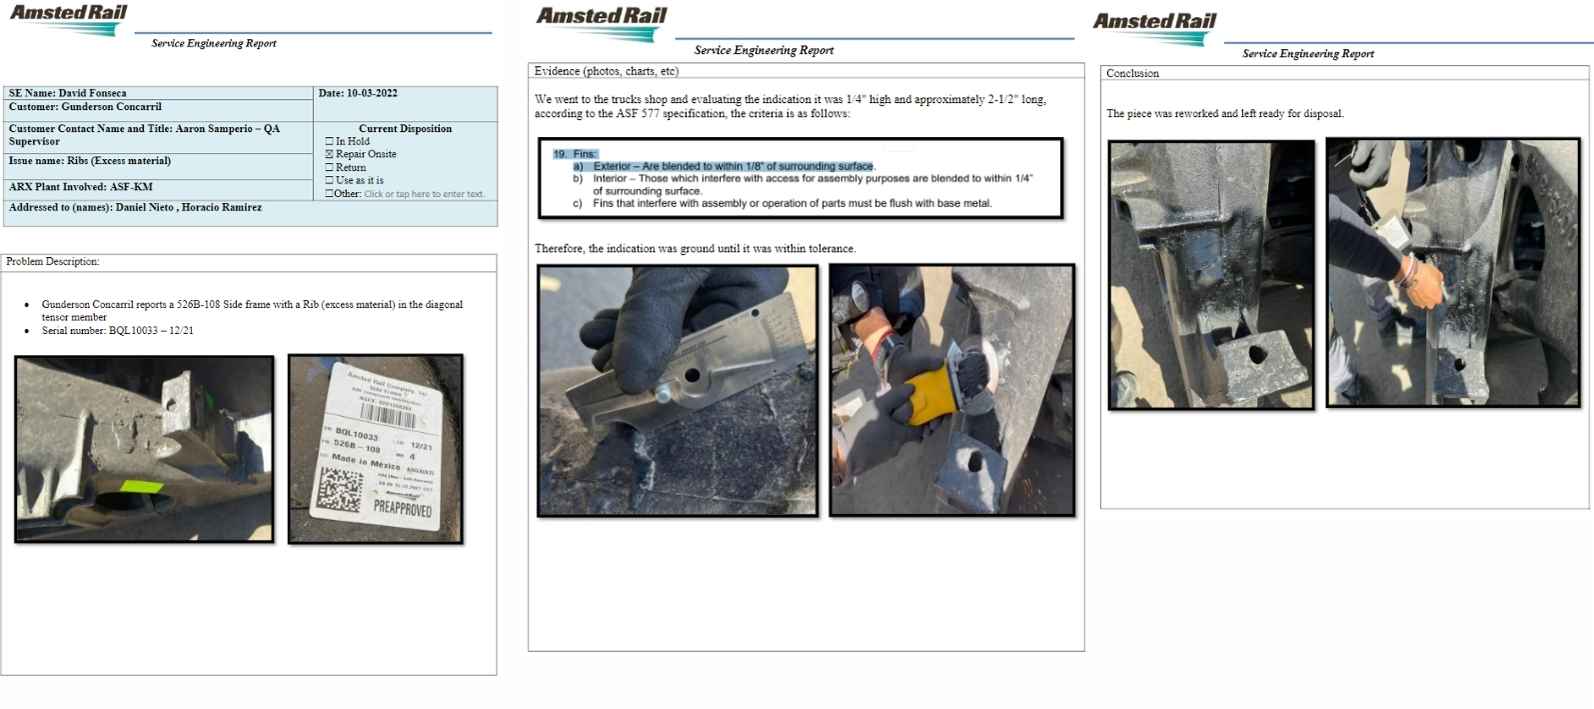 Amsted Rail
Service Engineering Report
SE Name: David Fonseca
Date: 10-03-2022
Customer: Gunderson Concarril
Customer Contact Name and Title: Aaron Samperio – QA
Supervisor
Current Disposition
☐ In Hold
☒ Repair Onsite
☐ Return
☐ Use as it is
☐Other: Click or tap here to enter text.
Issue name: Ribs (Excess material)
ARX Plant Involved: ASF-KM
Addressed to (names): Daniel Nieto , Horacio Ramirez
Problem Description:
• Gunderson Concarril reports a 526B-108 Side frame with a Rib (excess material) in the diagonal
tensor member
• Serial number: BQL10033 – 12/21
Amsted Rail Company, Inc
BQL10033
12/21
526B - 108
4
Made in Mexico
AmstedRail
PREAPPROVED
Amsted Rail
Service Engineering Report
Evidence (photos, charts, etc)
We went to the trucks shop and evaluating the indication it was 1/4" high and approximately 2-1/2" long,
according to the ASF 577 specification, the criteria is as follows:
19. Fins:
a) Exterior – Are blended to within 1/8" of surrounding surface.
b) Interior – Those which interfere with access for assembly purposes are blended to within 1/4"
of surrounding surface.
c) Fins that interfere with assembly or operation of parts must be flush with base metal.
Therefore, the indication was ground until it was within tolerance.
Amsted Rail
Service Engineering Report
Conclusion
The piece was reworked and left ready for disposal.